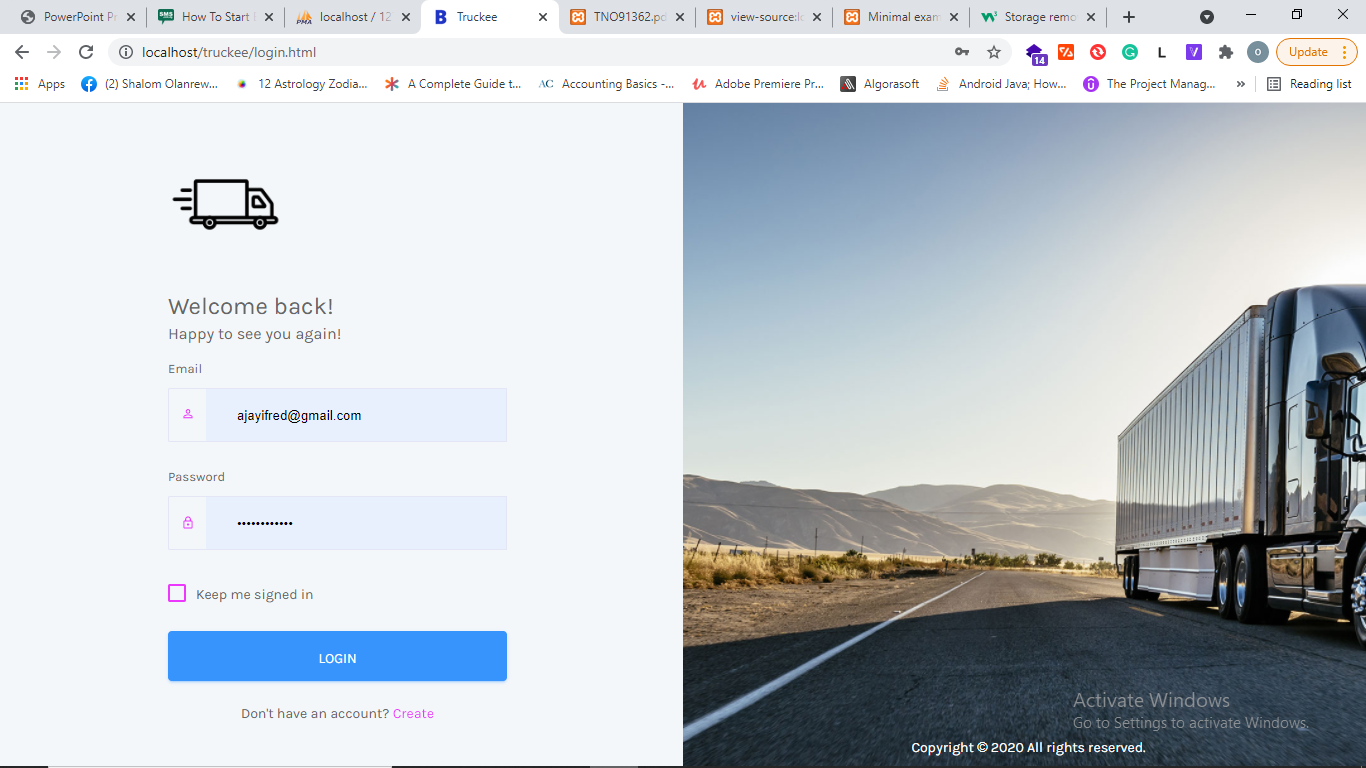 PowerPoint Pr
How To Start
localhost / 12
Truckee
TNO91362.pd
view-source:lo
Minimal exam
Storage remo
localhost/truckee/login.html
14
L
o
Update
Apps
(2) Shalom Olanrew...
12 Astrology Zodia...
A Complete Guide t...
AC
Accounting Basics -...
Adobe Premiere Pr...
Algorasoft
Android Java; How...
The Project Manag...
»
Reading list
Welcome back!
Happy to see you again!
Email
ajayifred@gmail.com
Password
••••••••••••
Keep me signed in
LOGIN
Don't have an account? Create
Activate Windows
Go to Settings to activate Windows.
Copyright © 2020 All rights reserved.